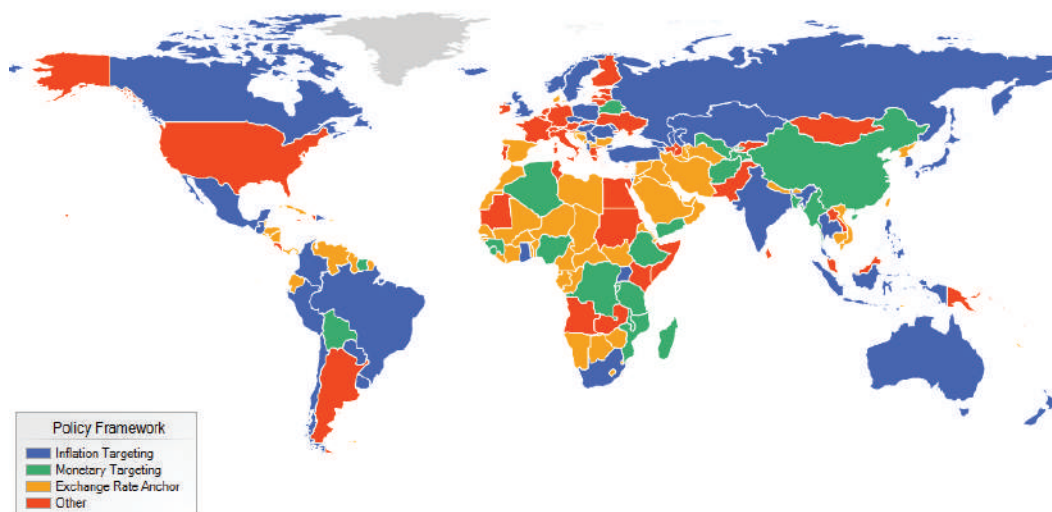 Policy Framework
Inflation Targeting
Monetary Targeting
Exchange Rate Anchor
Other